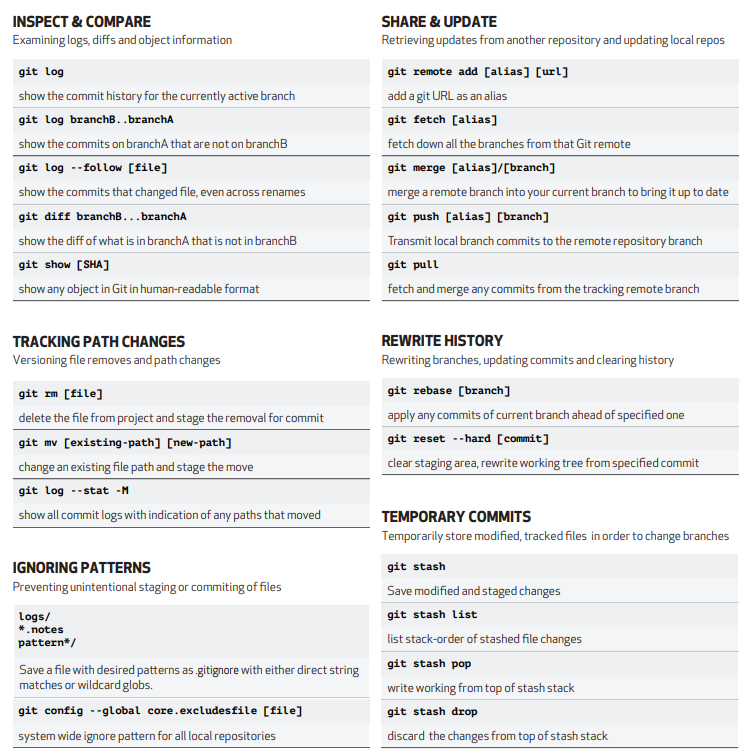 INSPECT & COMPARE
Examining logs, diffs and object information
git log
show the commit history for the currently active branch
git log branchB..branchA
show the commits on branchA that are not on branchB
git log --follow [file]
show the commits that changed file, even across renames
git diff branchB...branchA
show the diff of what is in branchA that is not in branchB
git show [SHA]
show any object in Git in human-readable format
TRACKING PATH CHANGES
Versioning file removes and path changes
git rm [file]
delete the file from project and stage the removal for commit
git mv [existing-path] [new-path]
change an existing file path and stage the move
git log --stat -M
show all commit logs with indication of any paths that moved
IGNORING PATTERNS
Preventing unintentional staging or commiting of files
logs/
*.notes
pattern*/
Save a file with desired patterns as .gitignore with either direct string
matches or wildcard globs.
git config --global core.excludesfile [file]
system wide ignore pattern for all local repositories
SHARE & UPDATE
Retrieving updates from another repository and updating local repos
git remote add [alias] [url]
add a git URL as an alias
git fetch [alias]
fetch down all the branches from that Git remote
git merge [alias]/[branch]
merge a remote branch into your current branch to bring it up to date
git push [alias] [branch]
Transmit local branch commits to the remote repository branch
git pull
fetch and merge any commits from the tracking remote branch
REWRITE HISTORY
Rewriting branches, updating commits and clearing history
git rebase [branch]
apply any commits of current branch ahead of specified one
git reset --hard [commit]
clear staging area, rewrite working tree from specified commit
TEMPORARY COMMITS
Temporarily store modified, tracked files in order to change branches
git stash
Save modified and staged changes
git stash list
list stack-order of stashed file changes
git stash pop
write working from top of stash stack
git stash drop
discard the changes from top of stash stack